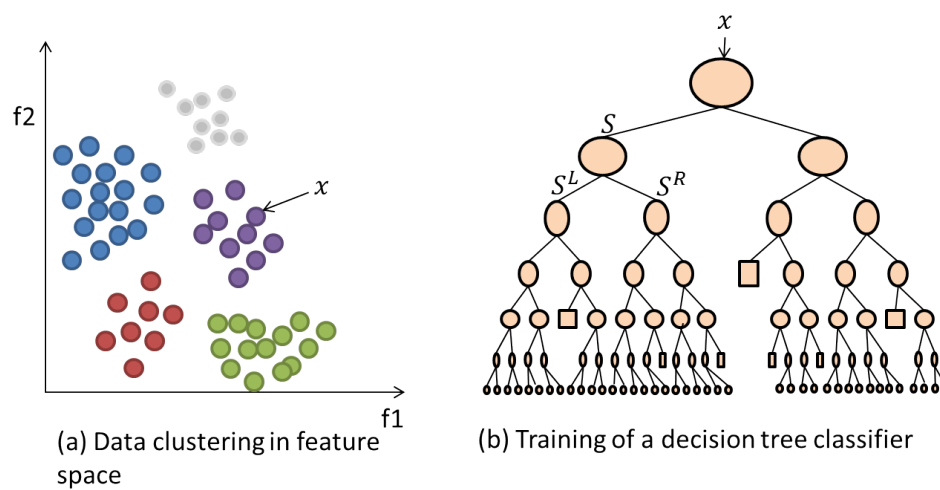 f2
x
f1
(a) Data clustering in feature
space
x
S
S^L
S^R
(b) Training of a decision tree classifier